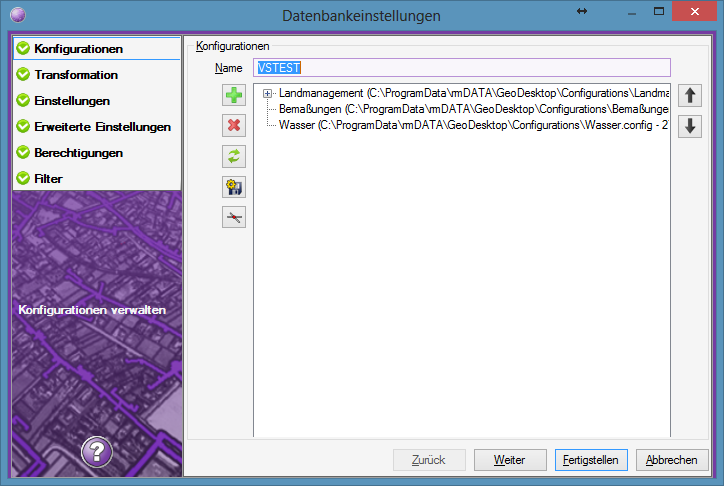 Datenbankeinstellungen
Konfigurationen
Transformation
Einstellungen
Erweiterte Einstellungen
Berechtigungen
Filter
Konfigurationen verwalten
?
Konfigurationen
Name VSTEST
Landmanagement (C:\ProgramData\rmDATA\GeoDesktop\Configurations\Landma
Bemaßungen (C:\ProgramData\rmDATA\GeoDesktop\Configurations\Bemaßungen
Wasser (C:\ProgramData\rmDATA\GeoDesktop\Configurations\Wasser.config - 2
Zurück Weiter Fertigstellen Abbrechen